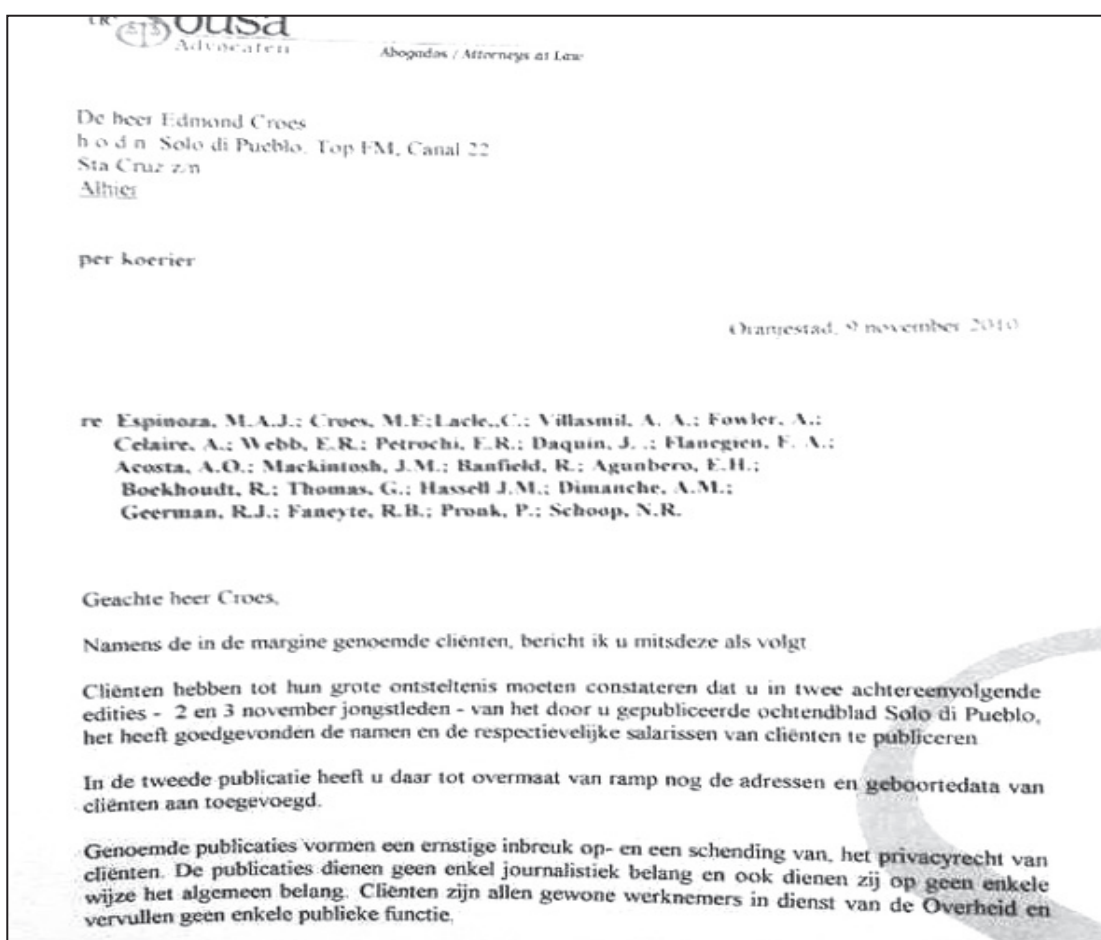 ousa
Advocaten
Abogados / Attorneys at Law
De heer Edmond Croes
h o d n Solo di Pueblo, Top FM, Canal 22
Sta Cruz z/n
Alhier
per koerier
Oranjestad, 9 november 2010
re Espinoza, M.A.J.; Croes, M.E;Lacle,.C.; Villasmil, A. A.; Fowler, A.;
Celaire, A.; Webb, E.R.; Petrochi, E.R.; Daquin, J. .; Flanegien, F. A.;
Acosta, A.O.; Mackintosh, J.M.; Banfield, R.; Agunbero, E.H.;
Boekhoudt, R.; Thomas, G.; Hassell J.M.; Dimanche, A.M.;
Geerman, R.J.; Faneyte, R.B.; Pronk, P.; Schoop, N.R.
Geachte heer Croes,
Namens de in de margine genoemde cliënten, bericht ik u mitsdeze als volgt
Cliënten hebben tot hun grote ontsteltenis moeten constateren dat u in twee achtereenvolgende
edities - 2 en 3 november jongstleden - van het door u gepubliceerde ochtendblad Solo di Pueblo,
het heeft goedgevonden de namen en de respectievelijke salarissen van cliënten te publiceren
In de tweede publicatie heeft u daar tot overmaat van ramp nog de adressen en geboortedata van
cliënten aan toegevoegd.
Genoemde publicaties vormen een ernstige inbreuk op- en een schending van, het privacyrecht van
cliënten. De publicaties dienen geen enkel journalistiek belang en ook dienen zij op geen enkele
wijze het algemeen belang. Cliënten zijn allen gewone werknemers in dienst van de Overheid en
vervullen geen enkele publieke functie.